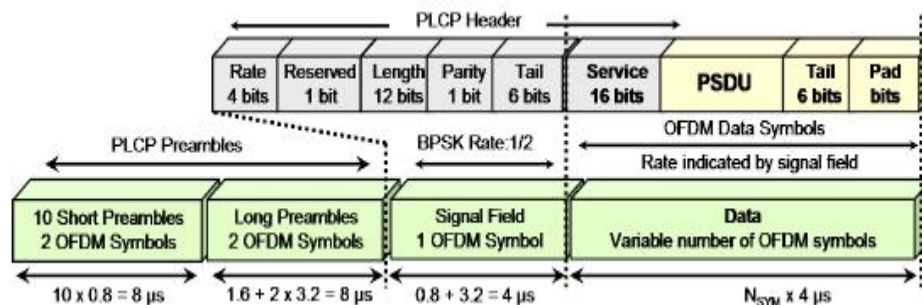 PLCP Header
Rate
4 bits
Reserved
1 bit
Length
12 bits
Parity
1 bit
Tail
6 bits
Service
16 bits
PSDU
Tail
6 bits
Pad
bits
PLCP Preambles
BPSK Rate:1/2
OFDM Data Symbols
Rate indicated by signal field
10 Short Preambles
2 OFDM Symbols
Long Preambles
2 OFDM Symbols
Signal Field
1 OFDM Symbol
Data
Variable number of OFDM symbols
10 x 0.8 = 8 µs
1.6 + 2 x 3.2 = 8 µs
0.8 + 3.2 = 4 µs
NSYM x 4 µs